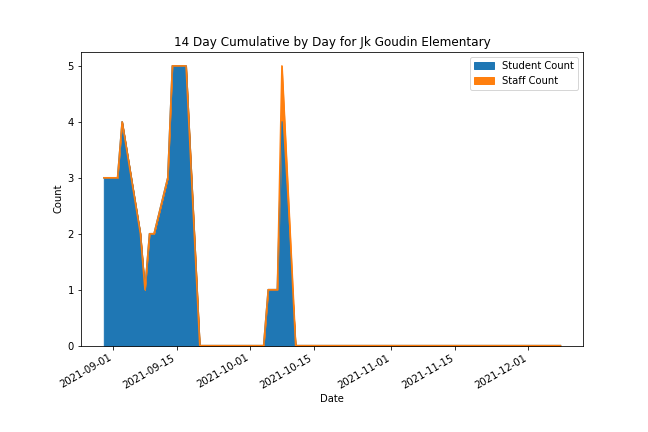 14 Day Cumulative by Day for Jk Goudin Elementary
Student Count
Staff Count
5
4
3
2
1
0
Count
2021-09-01
2021-09-15
2021-10-01
2021-10-15
2021-11-01
2021-11-15
2021-12-01
Date